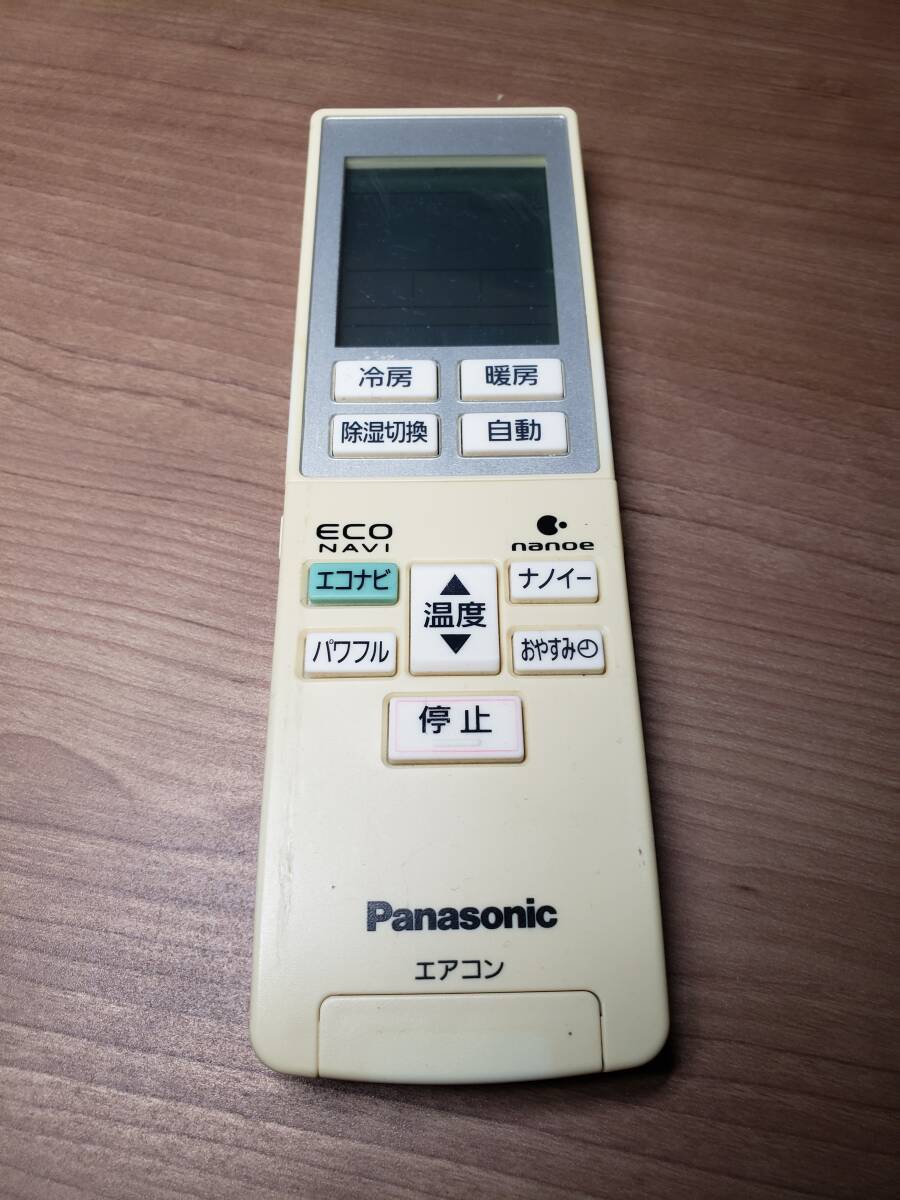 冷房 暖房
除湿切換 自動
ECO NAVI nanoe
エコナビ ▲ 温度 ▼ ナノイー
パワフル おやすみ
停止
Panasonic
エアコン